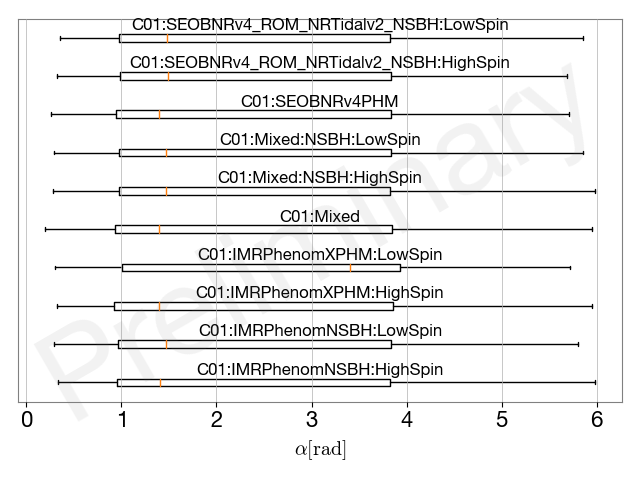 C01:SEOBNRv4_ROM_NRTidalv2_NSBH:LowSpin
C01:SEOBNRv4_ROM_NRTidalv2_NSBH:HighSpin
C01:SEOBNRv4PHM
C01:Mixed:NSBH:LowSpin
C01:Mixed:NSBH:HighSpin
C01:Mixed
C01:IMRPhenomXPHM:LowSpin
C01:IMRPhenomXPHM:HighSpin
C01:IMRPhenomNSBH:LowSpin
C01:IMRPhenomNSBH:HighSpin
Preliminary
0 1 2 3 4 5 6
α[rad]